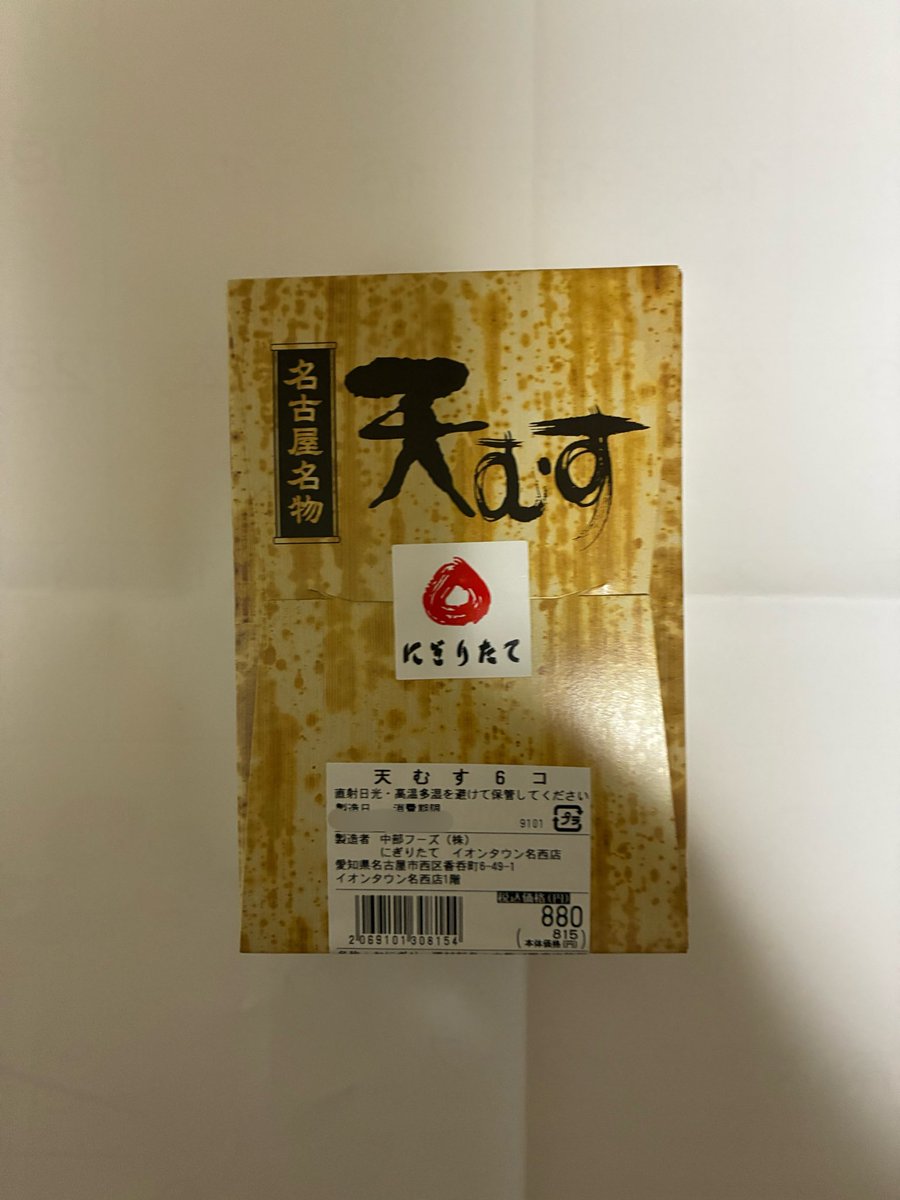 名古屋名物
天むす
にぎりたて
天むす6コ
直射日光・高温多湿を避けて保管してください
製造日 消費期限
9101 プラ
製造者 中部フーズ(株)
にぎりたて イオンタウン名西店
愛知県名古屋市西区香呑町6-49-1
イオンタウン名西店1階
税込価格(円)
880
(815)
本体価格(円)
2 069101 308154